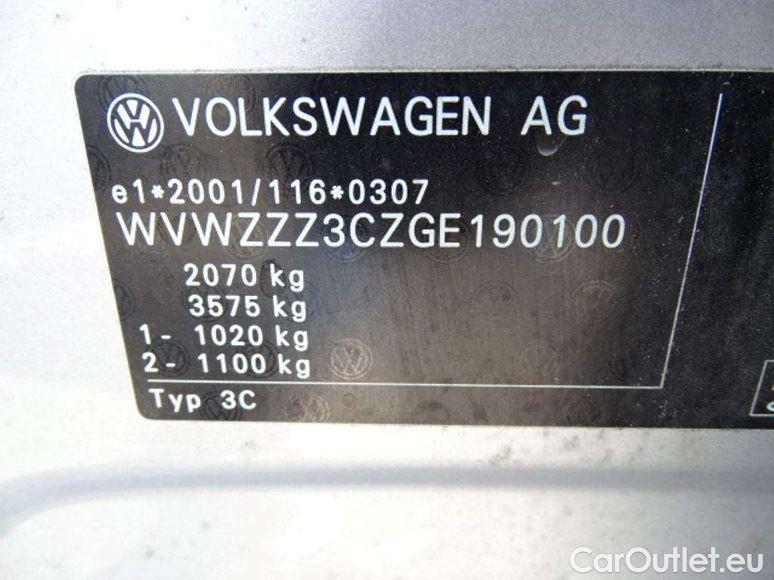 VOLKSWAGEN AG
e1*2001/116*0307
WVWZZZ3CZGE190100
2070 kg
3575 kg
1- 1020 kg
2- 1100 kg
Typ 3C
CarOutlet.eu